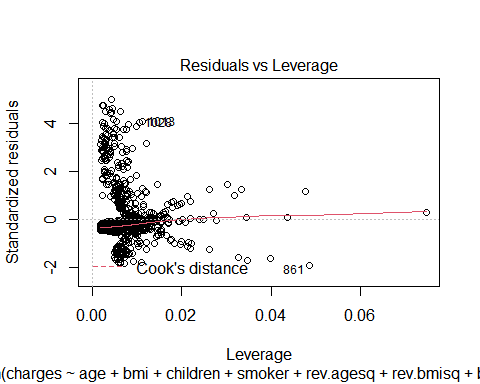 Residuals vs Leverage
Standardized residuals
4
2
0
-2
1013
Cook's distance
861
0.00
0.02
0.04
0.06
Leverage
(charges ~ age + bmi + children + smoker + rev.agesq + rev.bmisq + b